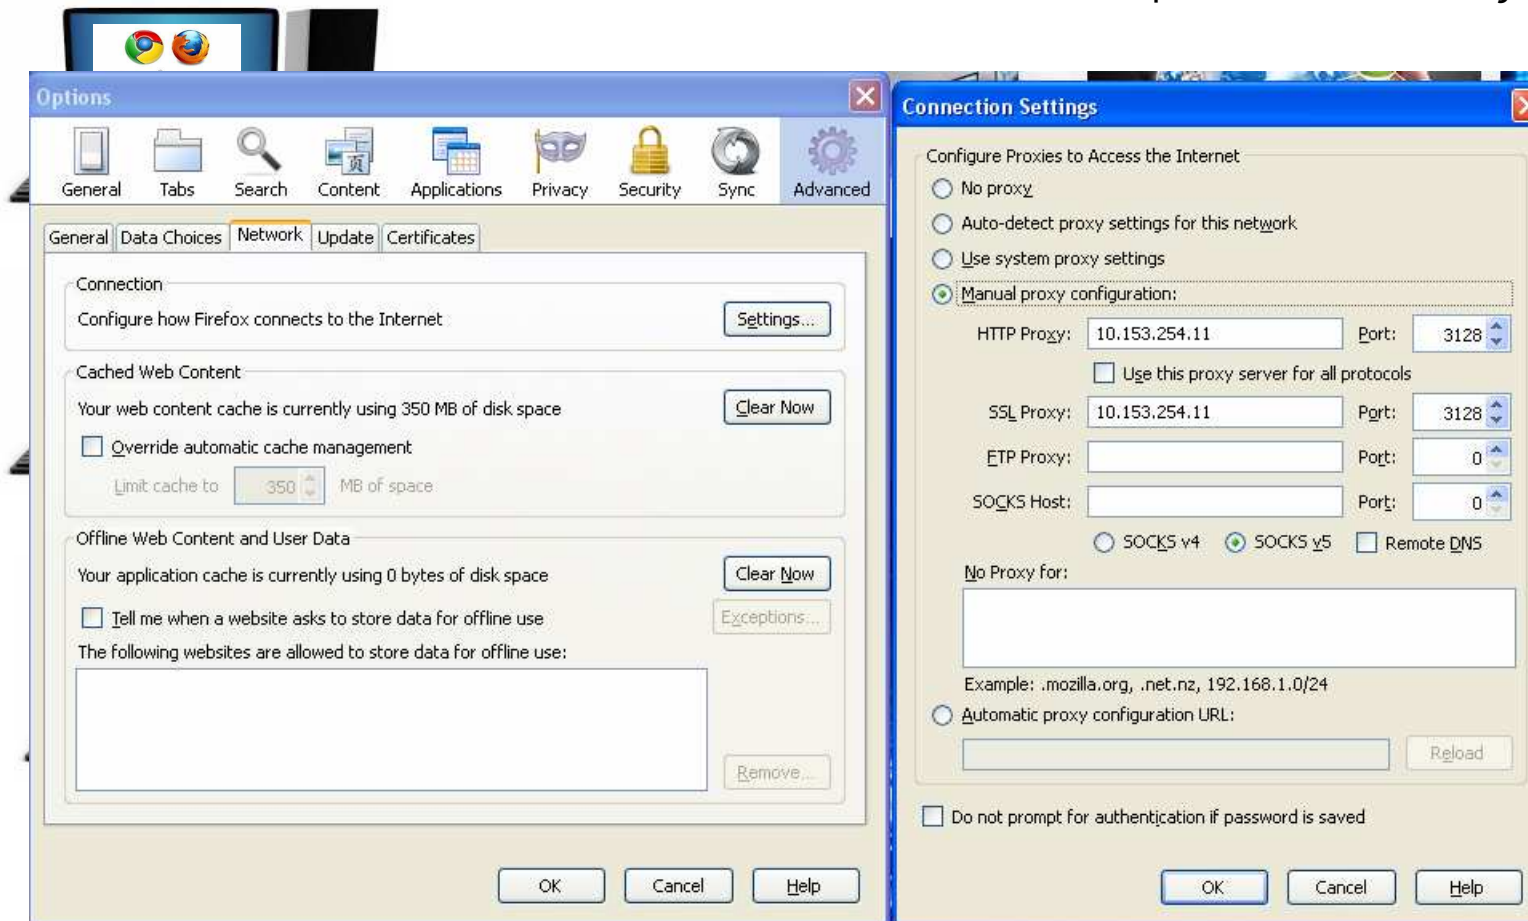 Options
General Tabs Search Content Applications Privacy Security Sync Advanced
页
General Data Choices Network Update Certificates
Connection
Configure how Firefox connects to the Internet Settings...
Cached Web Content
Your web content cache is currently using 350 MB of disk space Clear Now
Override automatic cache management
Limit cache to 350 MB of space
Offline Web Content and User Data
Your application cache is currently using 0 bytes of disk space Clear Now
Tell me when a website asks to store data for offline use Exceptions...
The following websites are allowed to store data for offline use:
Remove...
OK Cancel Help
Connection Settings
Configure Proxies to Access the Internet
No proxy
Auto-detect proxy settings for this network
Use system proxy settings
Manual proxy configuration:
HTTP Proxy: 10.153.254.11 Port: 3128
Use this proxy server for all protocols
SSL Proxy: 10.153.254.11 Port: 3128
FTP Proxy: Port: 0
SOCKS Host: Port: 0
SOCKS v4 SOCKS v5 Remote DNS
No Proxy for:
Example: .mozilla.org, .net.nz, 192.168.1.0/24
Automatic proxy configuration URL:
Reload
Do not prompt for authentication if password is saved
OK Cancel Help